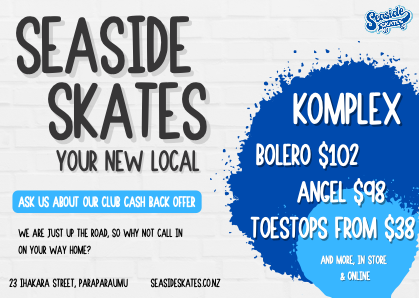 SEASIDE
SKATES
YOUR NEW LOCAL
ASK US ABOUT OUR CLUB CASH BACK OFFER
WE ARE JUST UP THE ROAD, SO WHY NOT CALL IN
ON YOUR WAY HOME?
23 IHAKARA STREET, PARAPARAUMU
SEASIDESKATES.CO.NZ
Seaside
SKATES
KOMPLEX
BOLERO $102
ANGEL $98
TOESTOPS FROM $38
AND MORE, IN STORE
& ONLINE